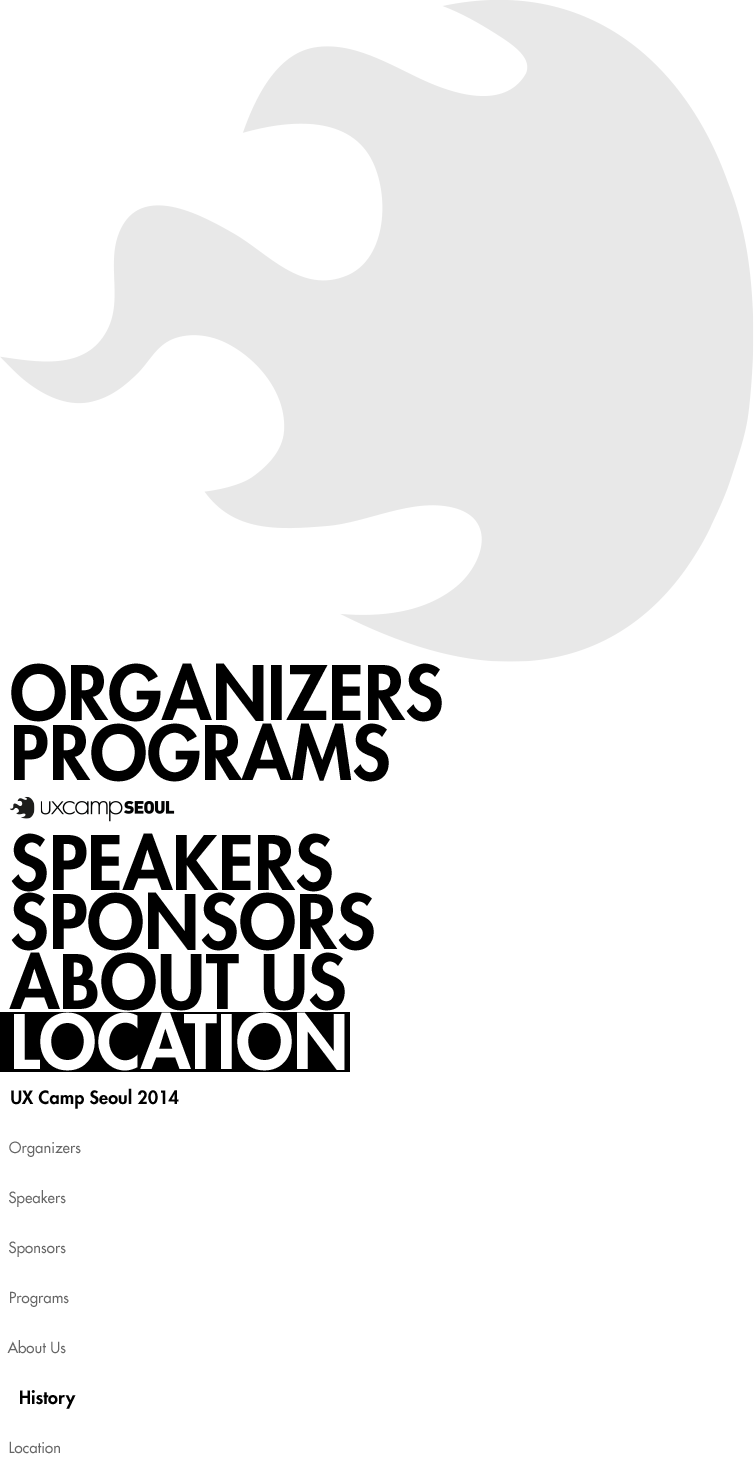 ORGANIZERS
PROGRAMS
uxcampSEOUL
SPEAKERS
SPONSORS
ABOUT US
LOCATION
UX Camp Seoul 2014
Organizers
Speakers
Sponsors
Programs
About Us
History
Location